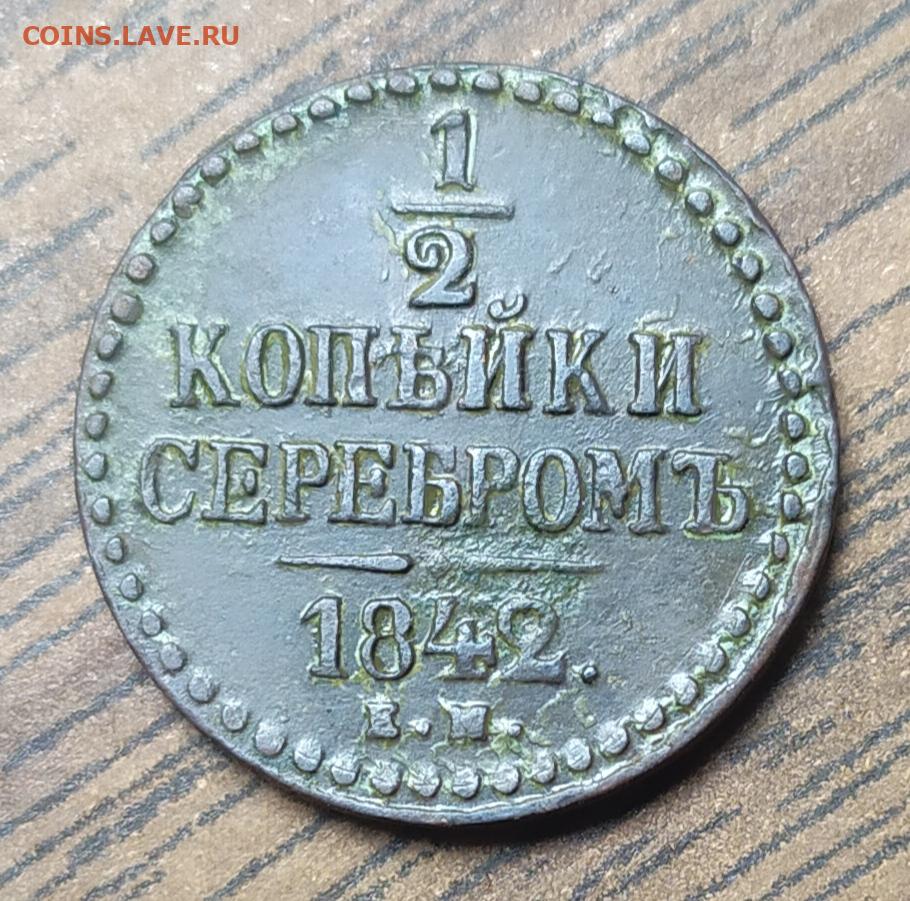 COINS.LAVE.RU
1
2
КОПѢЙКИ
СЕРЕБРОМЪ
1842.